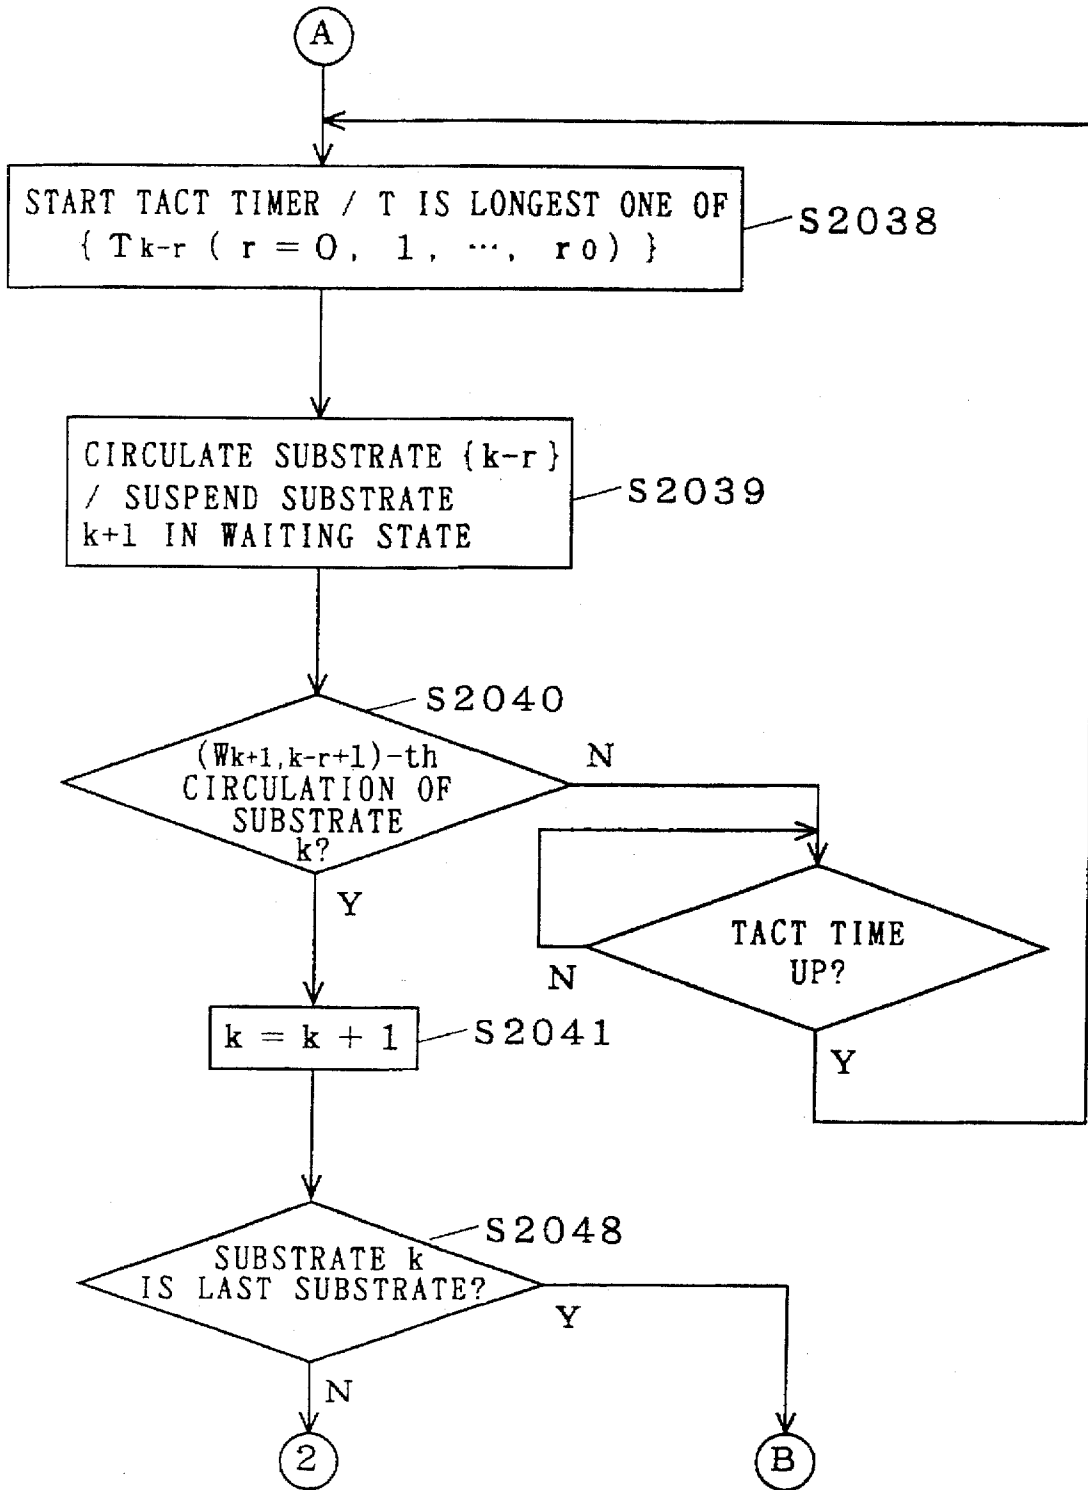 A
START TACT TIMER / T IS LONGEST ONE OF
{ Tk-r ( r = 0, 1, ..., r0) }
S2038
CIRCULATE SUBSTRATE {k-r}
/ SUSPEND SUBSTRATE
k+1 IN WAITING STATE
S2039
S2040
(Wk+1,k-r+1)-th
CIRCULATION OF
SUBSTRATE
k?
N
Y
TACT TIME
UP?
N
Y
k = k + 1
S2041
S2048
SUBSTRATE k
IS LAST SUBSTRATE?
Y
N
2
B